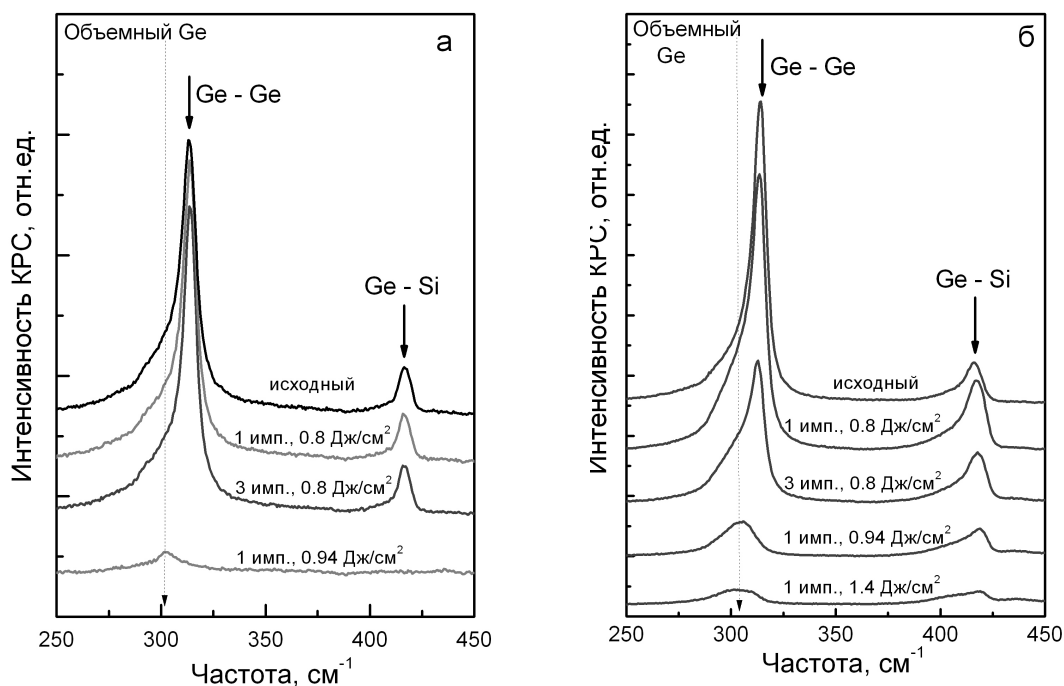 Объемный Ge
а
Ge - Ge
Ge - Si
исходный
1 имп., 0.8 Дж/см2
3 имп., 0.8 Дж/см2
1 имп., 0.94 Дж/см2
Интенсивность КРС, отн.ед.
250 300 350 400 450
Частота, см-1
Объемный
Ge
б
Ge - Ge
Ge - Si
исходный
1 имп., 0.8 Дж/см2
3 имп., 0.8 Дж/см2
1 имп., 0.94 Дж/см2
1 имп., 1.4 Дж/см2
Интенсивность КРС, отн.ед.
250 300 350 400 450
Частота, см-1